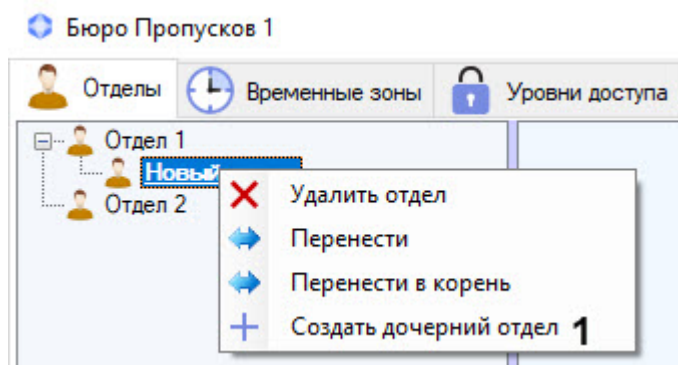 Бюро Пропусков 1
Отделы Временные зоны Уровни доступа
Отдел 1
Новый
Отдел 2
Удалить отдел
Перенести
Перенести в корень
Создать дочерний отдел 1